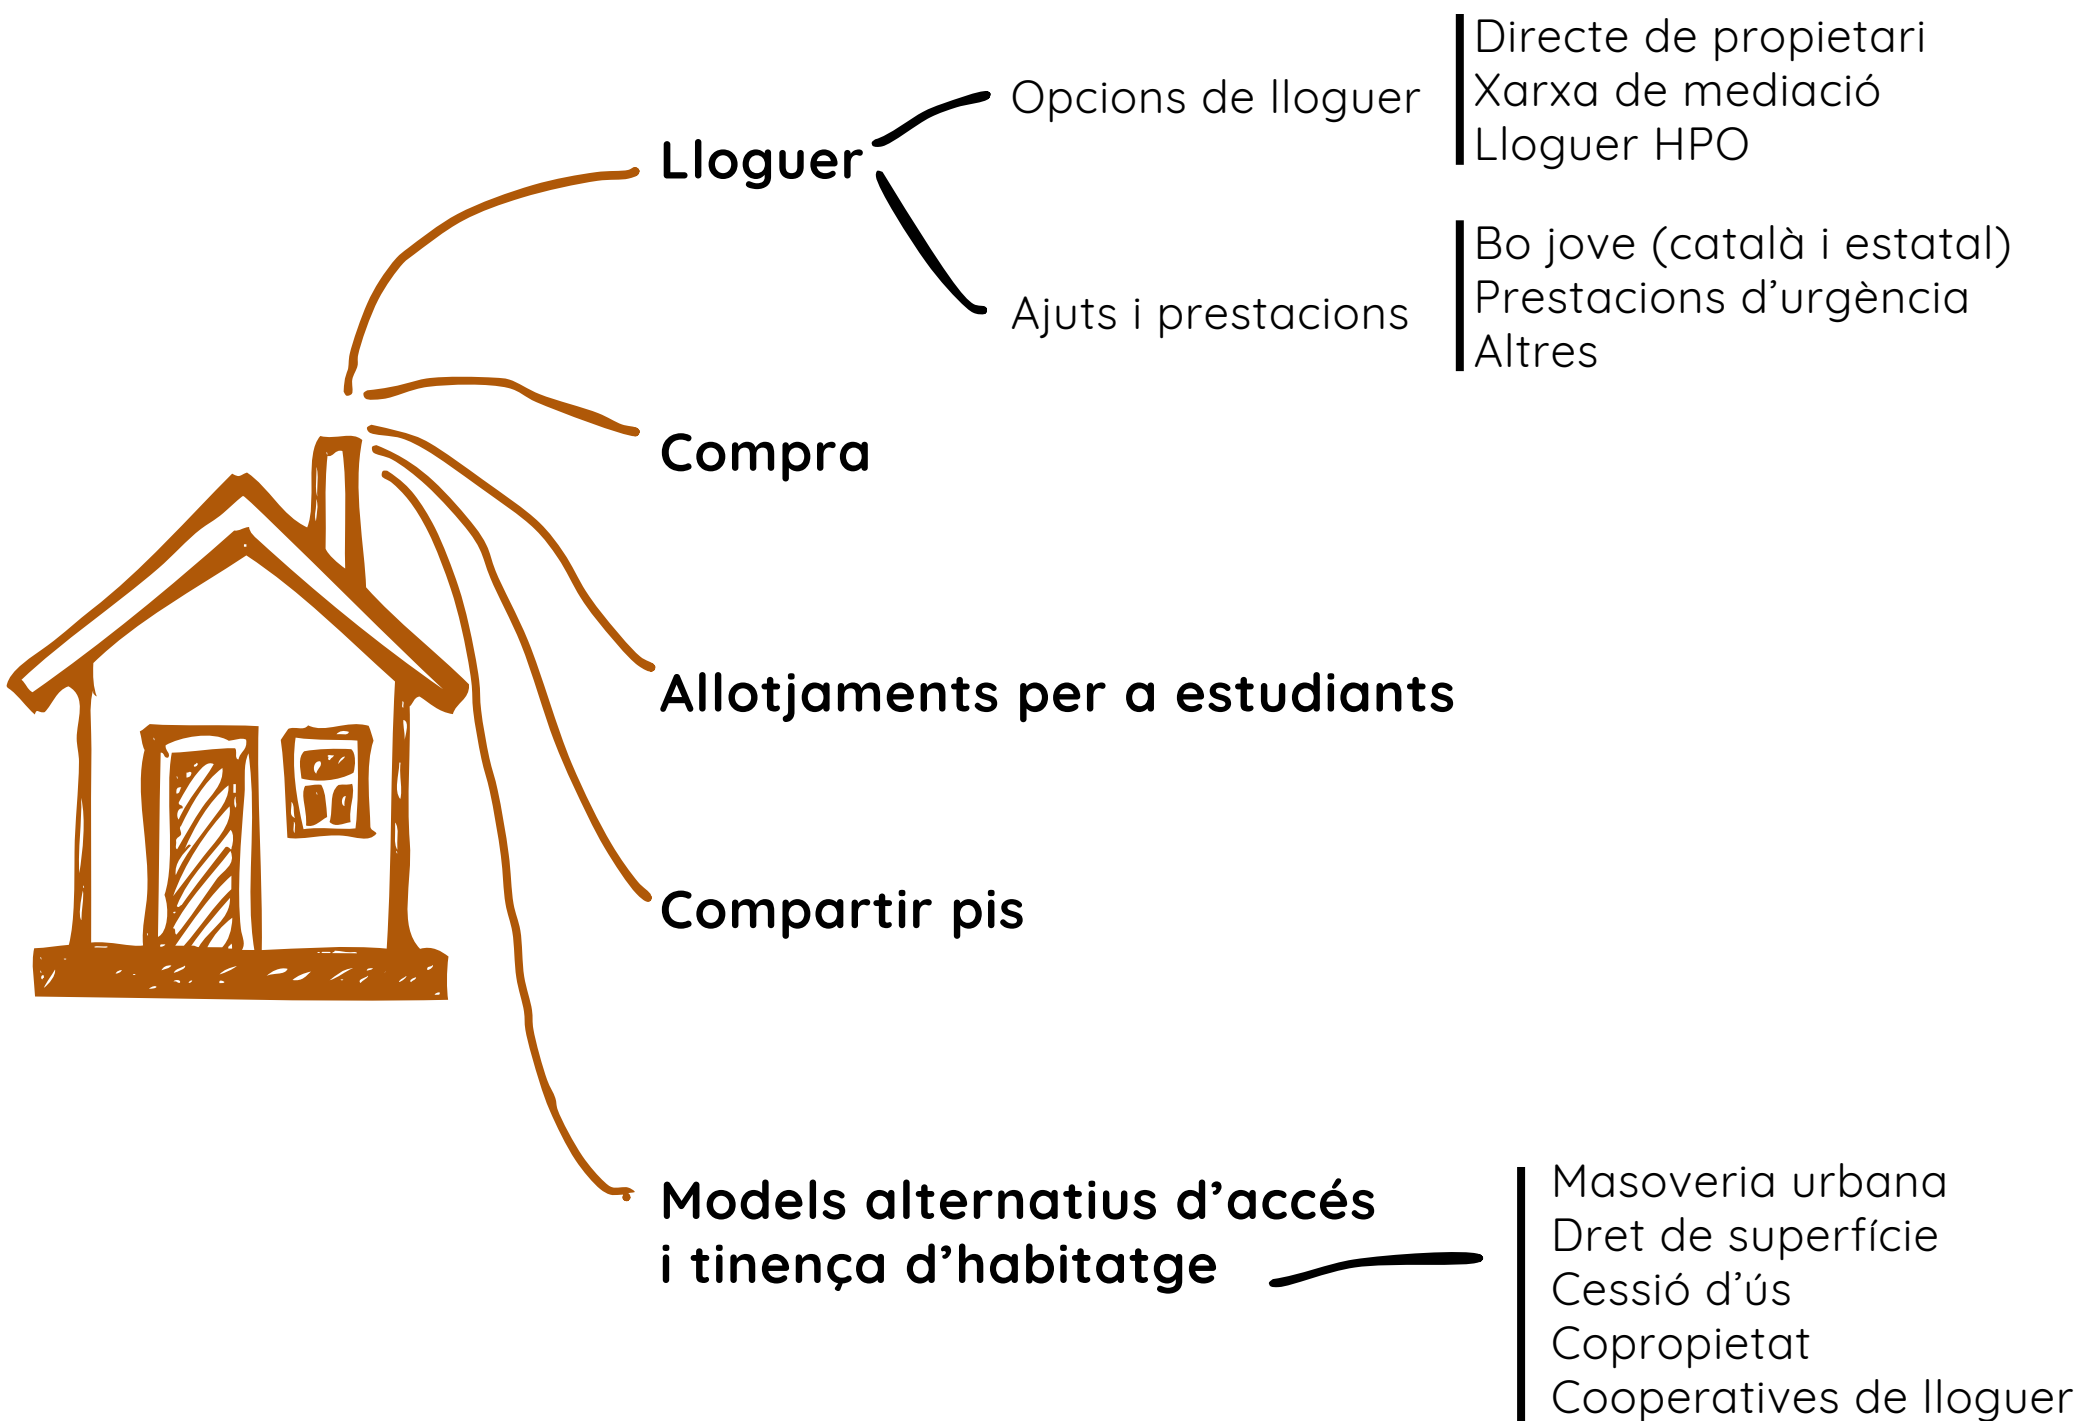 Lloguer
Opcions de lloguer
Directe de propietari
Xarxa de mediació
Lloguer HPO
Ajuts i prestacions
Bo jove (català i estatal)
Prestacions d’urgència
Altres
Compra
Allotjaments per a estudiants
Compartir pis
Models alternatius d’accés
i tinença d’habitatge
Masoveria urbana
Dret de superfície
Cessió d’ús
Copropietat
Cooperatives de lloguer